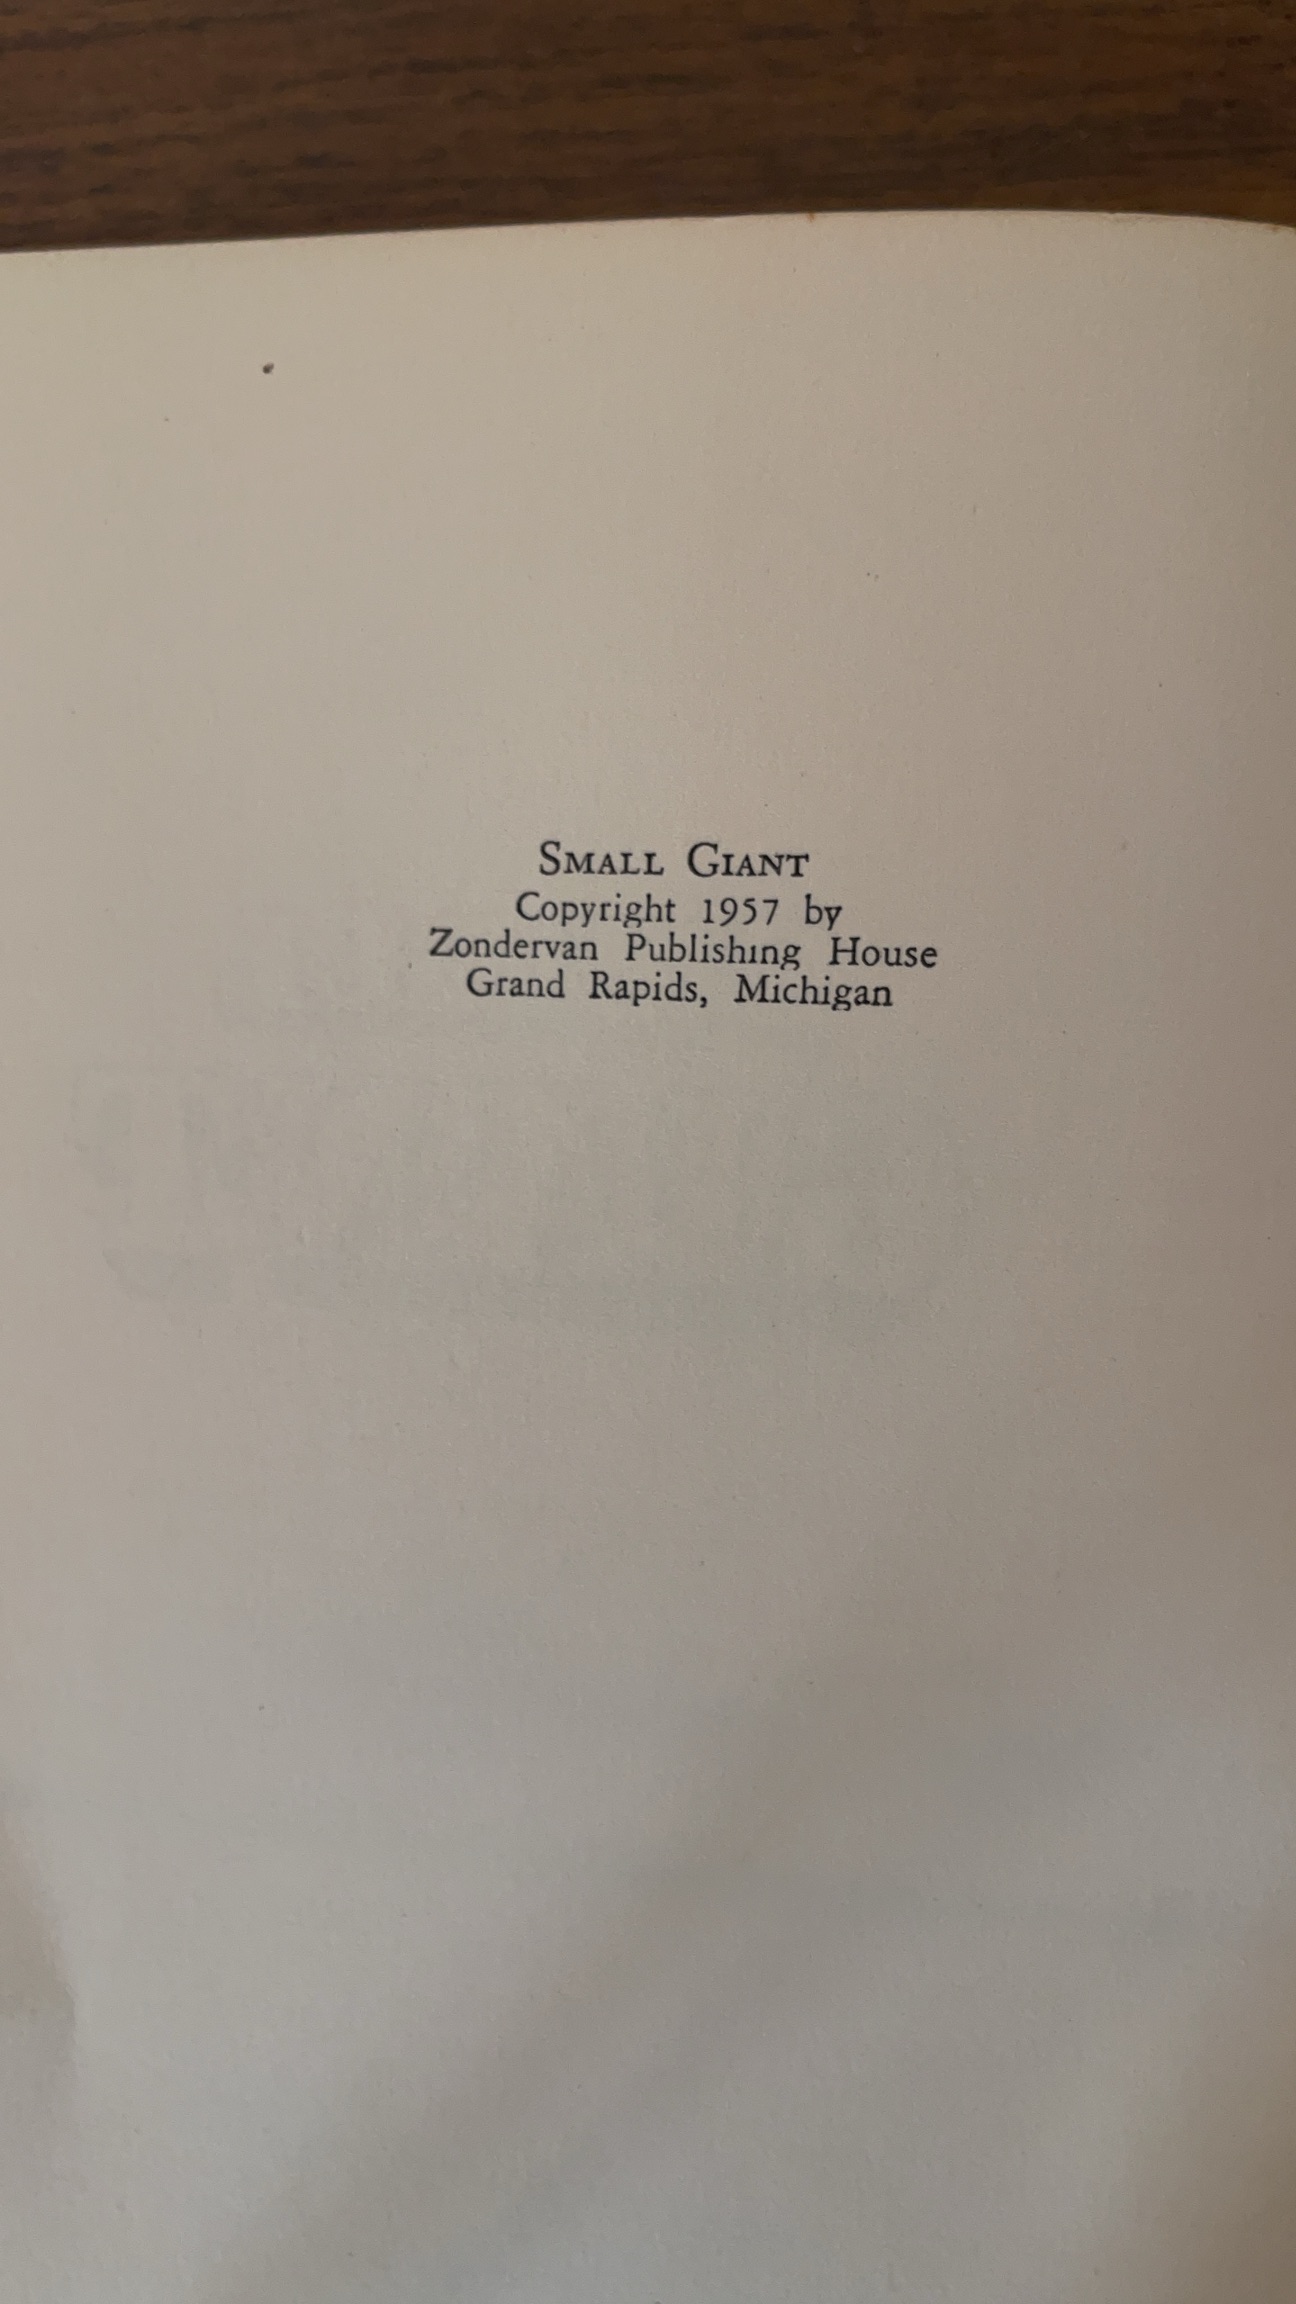 SMALL GIANT
Copyright 1957 by
Zondervan Publishing House
Grand Rapids, Michigan